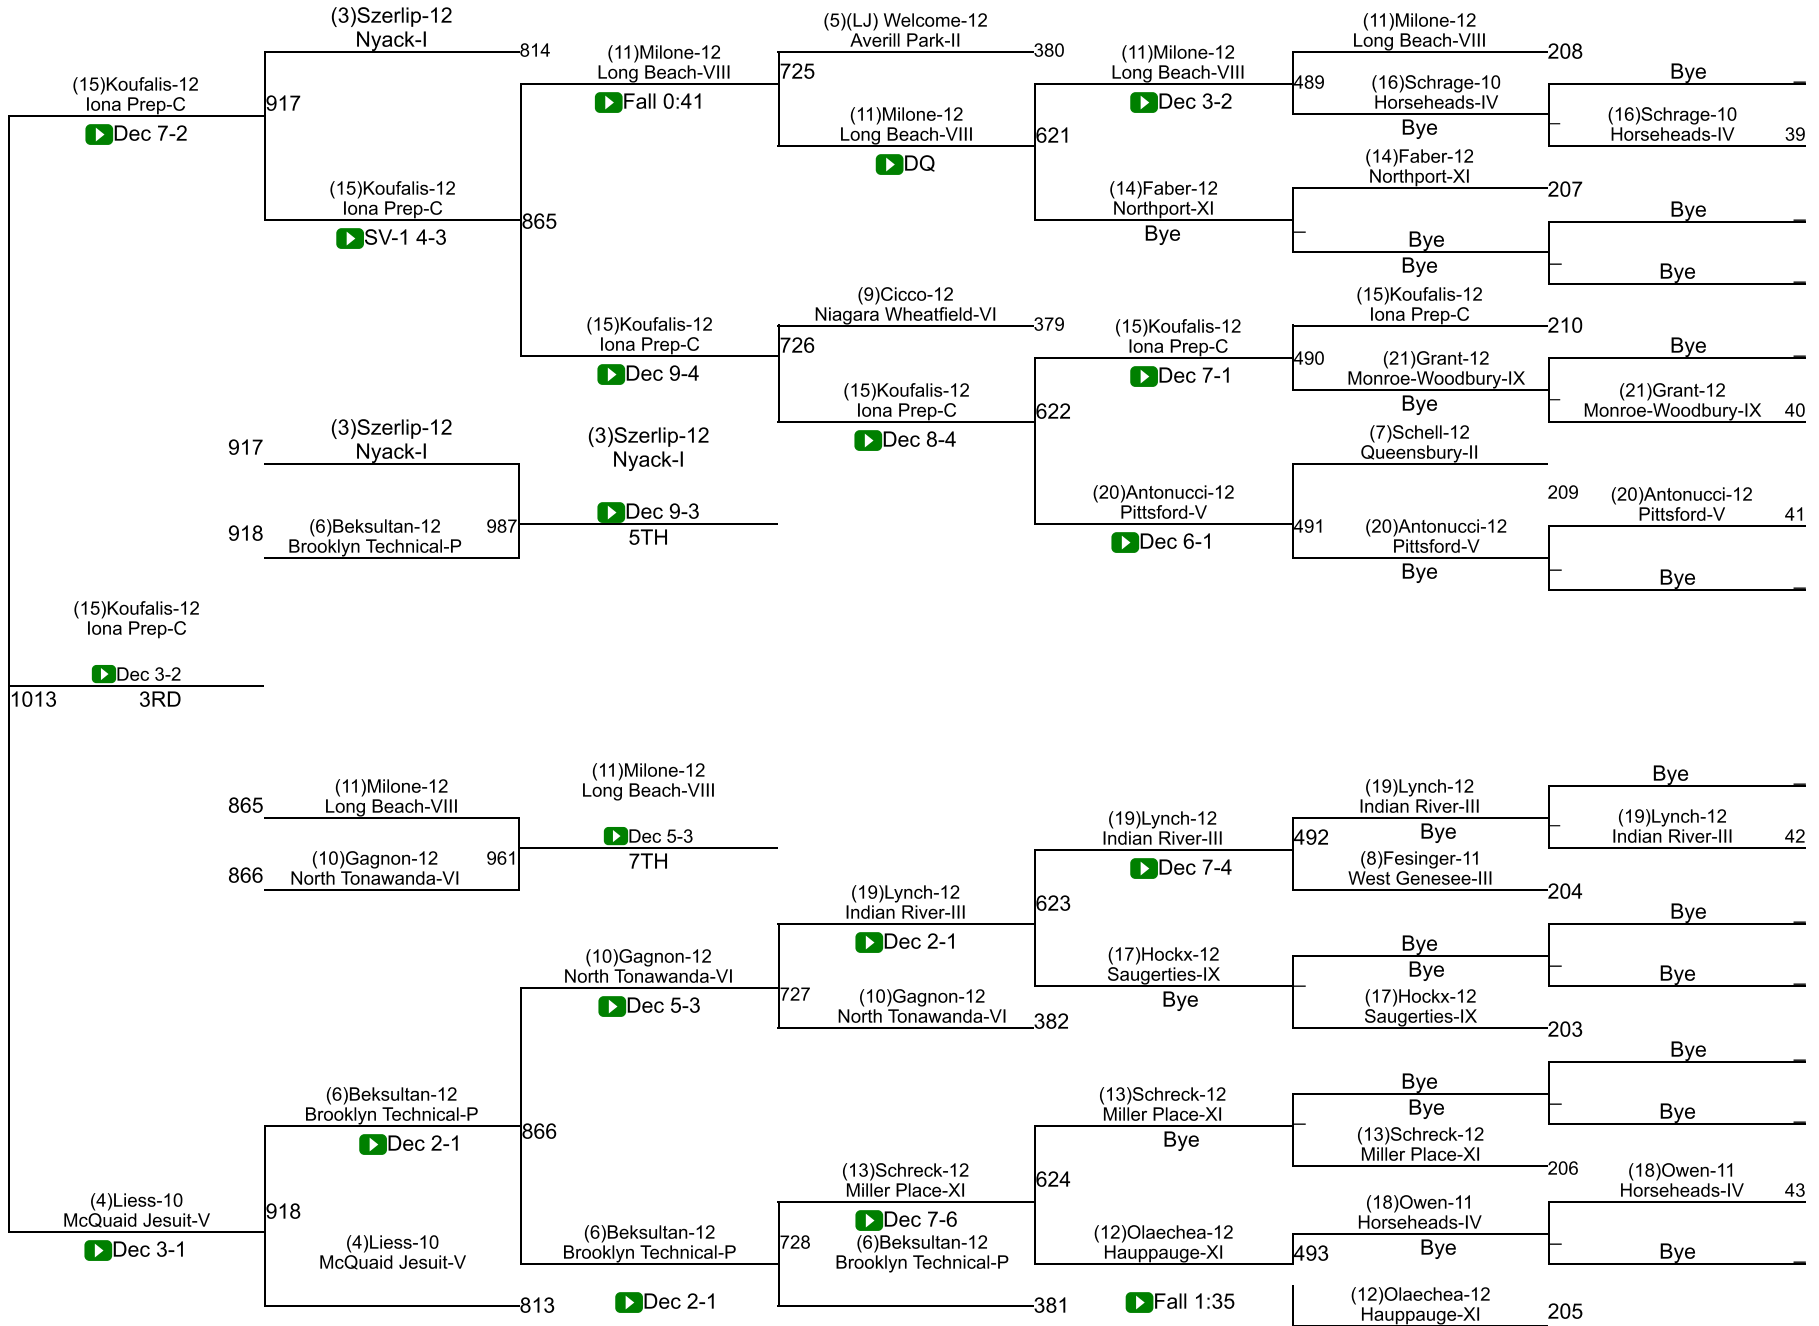 (3)Szerlip-12
Nyack-I
814
(15)Koufalis-12
Iona Prep-C
Dec 7-2
917
(15)Koufalis-12
Iona Prep-C
SV-1 4-3
(11)Milone-12
Long Beach-VIII
Fall 0:41
865
(15)Koufalis-12
Iona Prep-C
Dec 9-4
(5)(LJ) Welcome-12
Averill Park-II
380
725
(11)Milone-12
Long Beach-VIII
DQ
(9)Cicco-12
Niagara Wheatfield-VI
379
726
(15)Koufalis-12
Iona Prep-C
Dec 8-4
(11)Milone-12
Long Beach-VIII
Dec 3-2
621
(14)Faber-12
Northport-XI
Bye
(15)Koufalis-12
Iona Prep-C
Dec 7-1
622
(20)Antonucci-12
Pittsford-V
Dec 6-1
(11)Milone-12
Long Beach-VIII
208
489
(16)Schrage-10
Horseheads-IV
Bye
(14)Faber-12
Northport-XI
207
Bye
Bye
(15)Koufalis-12
Iona Prep-C
210
490
(21)Grant-12
Monroe-Woodbury-IX
Bye
(7)Schell-12
Queensbury-II
209
491
(20)Antonucci-12
Pittsford-V
Bye
Bye
(16)Schrage-10
Horseheads-IV
39
Bye
Bye
Bye
(21)Grant-12
Monroe-Woodbury-IX
40
(20)Antonucci-12
Pittsford-V
41
Bye
917
(3)Szerlip-12
Nyack-I
918
(6)Beksultan-12
Brooklyn Technical-P
987
(3)Szerlip-12
Nyack-I
Dec 9-3
5TH
(15)Koufalis-12
Iona Prep-C
Dec 3-2
1013
3RD
865
(11)Milone-12
Long Beach-VIII
866
(10)Gagnon-12
North Tonawanda-VI
961
(11)Milone-12
Long Beach-VIII
Dec 5-3
7TH
(4)Liess-10
McQuaid Jesuit-V
Dec 3-1
(6)Beksultan-12
Brooklyn Technical-P
Dec 2-1
918
(4)Liess-10
McQuaid Jesuit-V
813
(10)Gagnon-12
North Tonawanda-VI
Dec 5-3
866
(6)Beksultan-12
Brooklyn Technical-P
Dec 2-1
(19)Lynch-12
Indian River-III
Dec 2-1
727
(10)Gagnon-12
North Tonawanda-VI
382
(13)Schreck-12
Miller Place-XI
Dec 7-6
728
(6)Beksultan-12
Brooklyn Technical-P
381
(19)Lynch-12
Indian River-III
Dec 7-4
623
(17)Hockx-12
Saugerties-IX
Bye
(13)Schreck-12
Miller Place-XI
Bye
624
(12)Olaechea-12
Hauppauge-XI
Fall 1:35
(19)Lynch-12
Indian River-III
492
Bye
(8)Fesinger-11
West Genesee-III
204
Bye
Bye
(17)Hockx-12
Saugerties-IX
203
Bye
Bye
(13)Schreck-12
Miller Place-XI
206
(18)Owen-11
Horseheads-IV
493
Bye
(12)Olaechea-12
Hauppauge-XI
205
Bye
(19)Lynch-12
Indian River-III
42
Bye
Bye
Bye
Bye
(18)Owen-11
Horseheads-IV
43
Bye